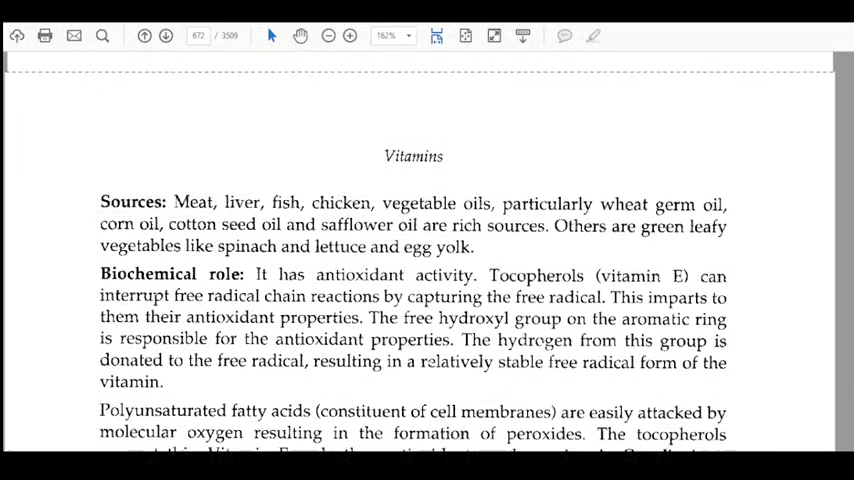 672 / 3509
162%
Vitamins
Sources: Meat, liver, fish, chicken, vegetable oils, particularly wheat germ oil,
corn oil, cotton seed oil and safflower oil are rich sources. Others are green leafy
vegetables like spinach and lettuce and egg yolk.
Biochemical role: It has antioxidant activity. Tocopherols (vitamin E) can
interrupt free radical chain reactions by capturing the free radical. This imparts to
them their antioxidant properties. The free hydroxyl group on the aromatic ring
is responsible for the antioxidant properties. The hydrogen from this group is
donated to the free radical, resulting in a relatively stable free radical form of the
vitamin.
Polyunsaturated fatty acids (constituent of cell membranes) are easily attacked by
molecular oxygen resulting in the formation of peroxides. The tocopherols